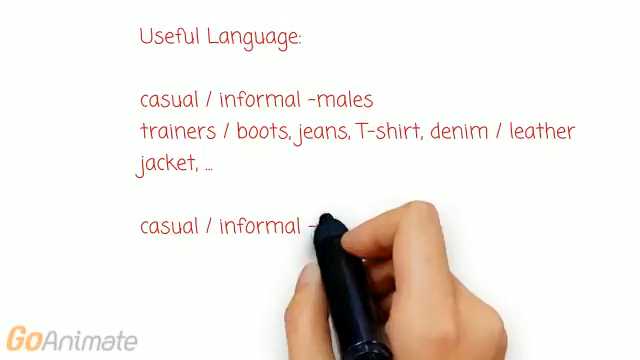 Useful Language:
casual / informal -males
trainers / boots, jeans, T-shirt, denim / leather
jacket, ...
casual / informal -
GoAnimate